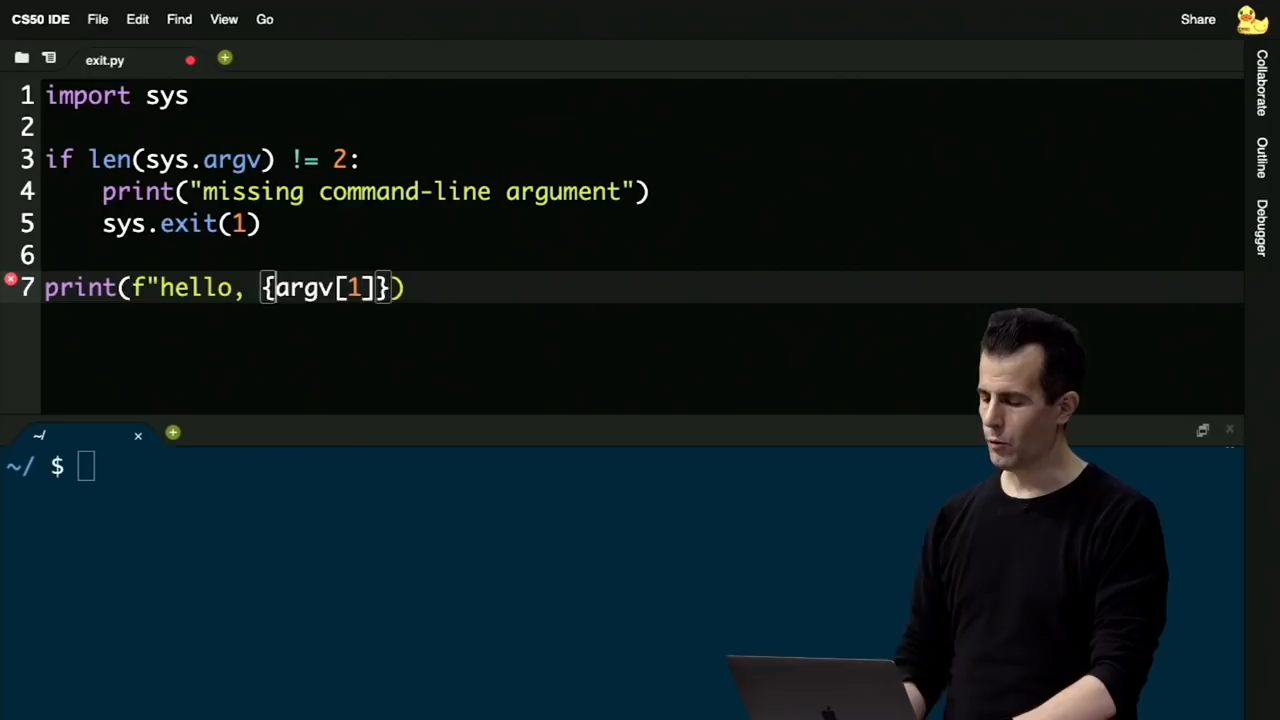 CS50 IDE File Edit Find View Go Share
exit.py
1 import sys
2
3 if len(sys.argv) != 2:
4     print("missing command-line argument")
5     sys.exit(1)
6
7 print(f"hello, {argv[1]})
~/
~/ $
Collaborate
Outline
Debugger